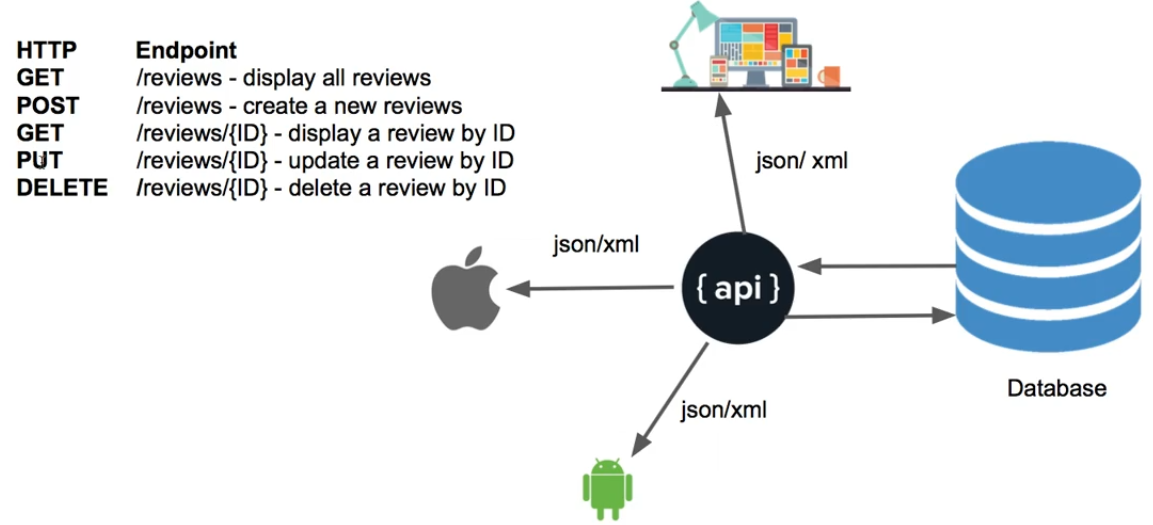 HTTP Endpoint
GET /reviews - display all reviews
POST /reviews - create a new reviews
GET /reviews/{ID} - display a review by ID
PUT /reviews/{ID} - update a review by ID
DELETE /reviews/{ID} - delete a review by ID
json/ xml
json/xml
{ api }
json/xml
Database